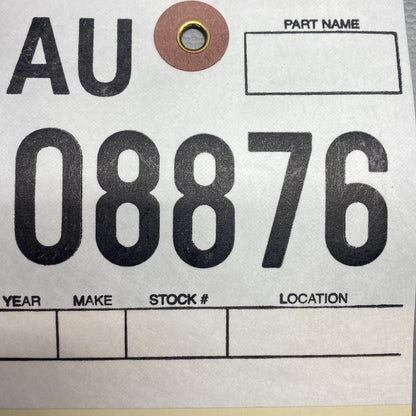 AU
PART NAME
08876
YEAR MAKE STOCK # LOCATION